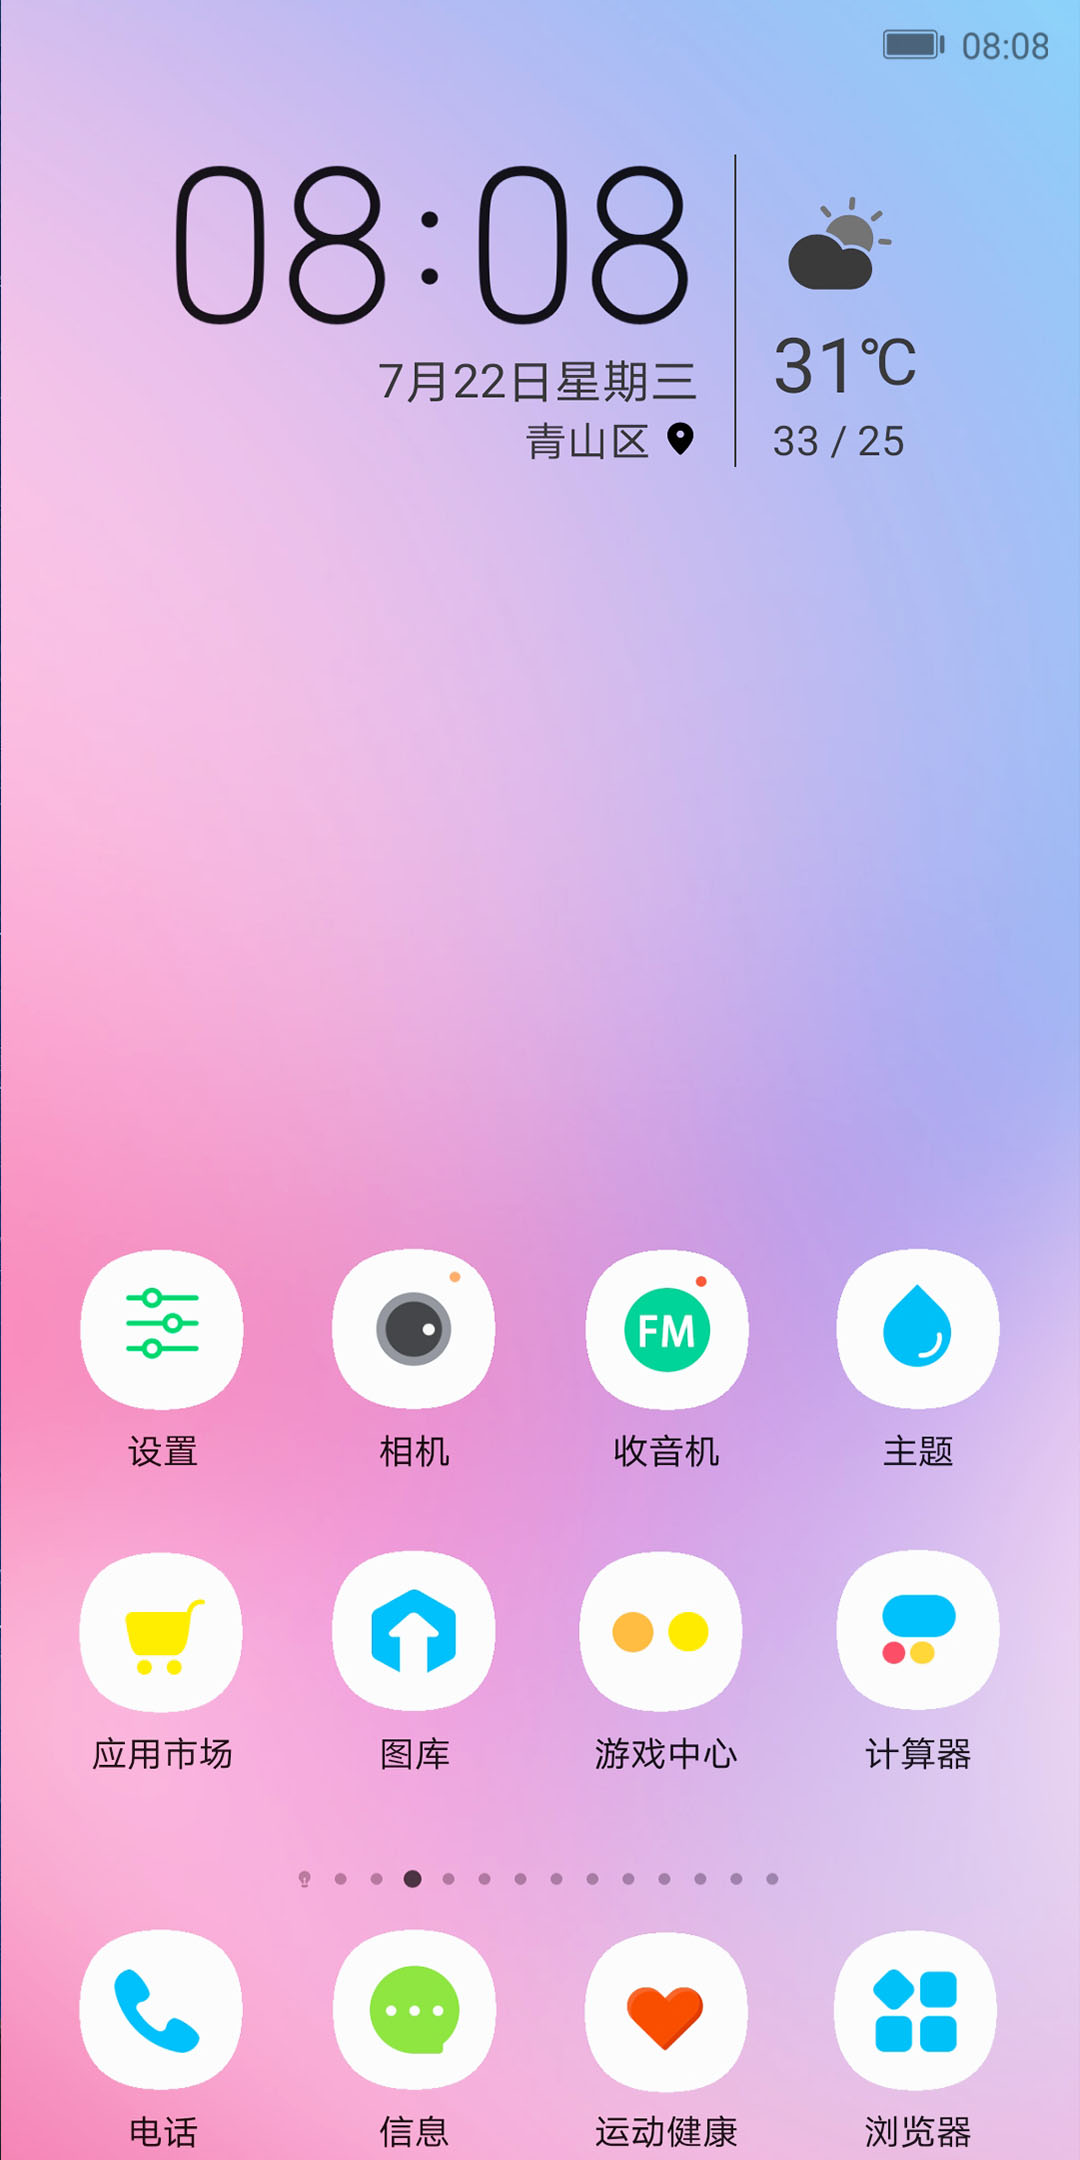 08:08
08:08
7月22日星期三
青山区
31℃
33 / 25
FM
设置 相机 收音机 主题
应用市场 图库 游戏中心 计算器
电话 信息 运动健康 浏览器